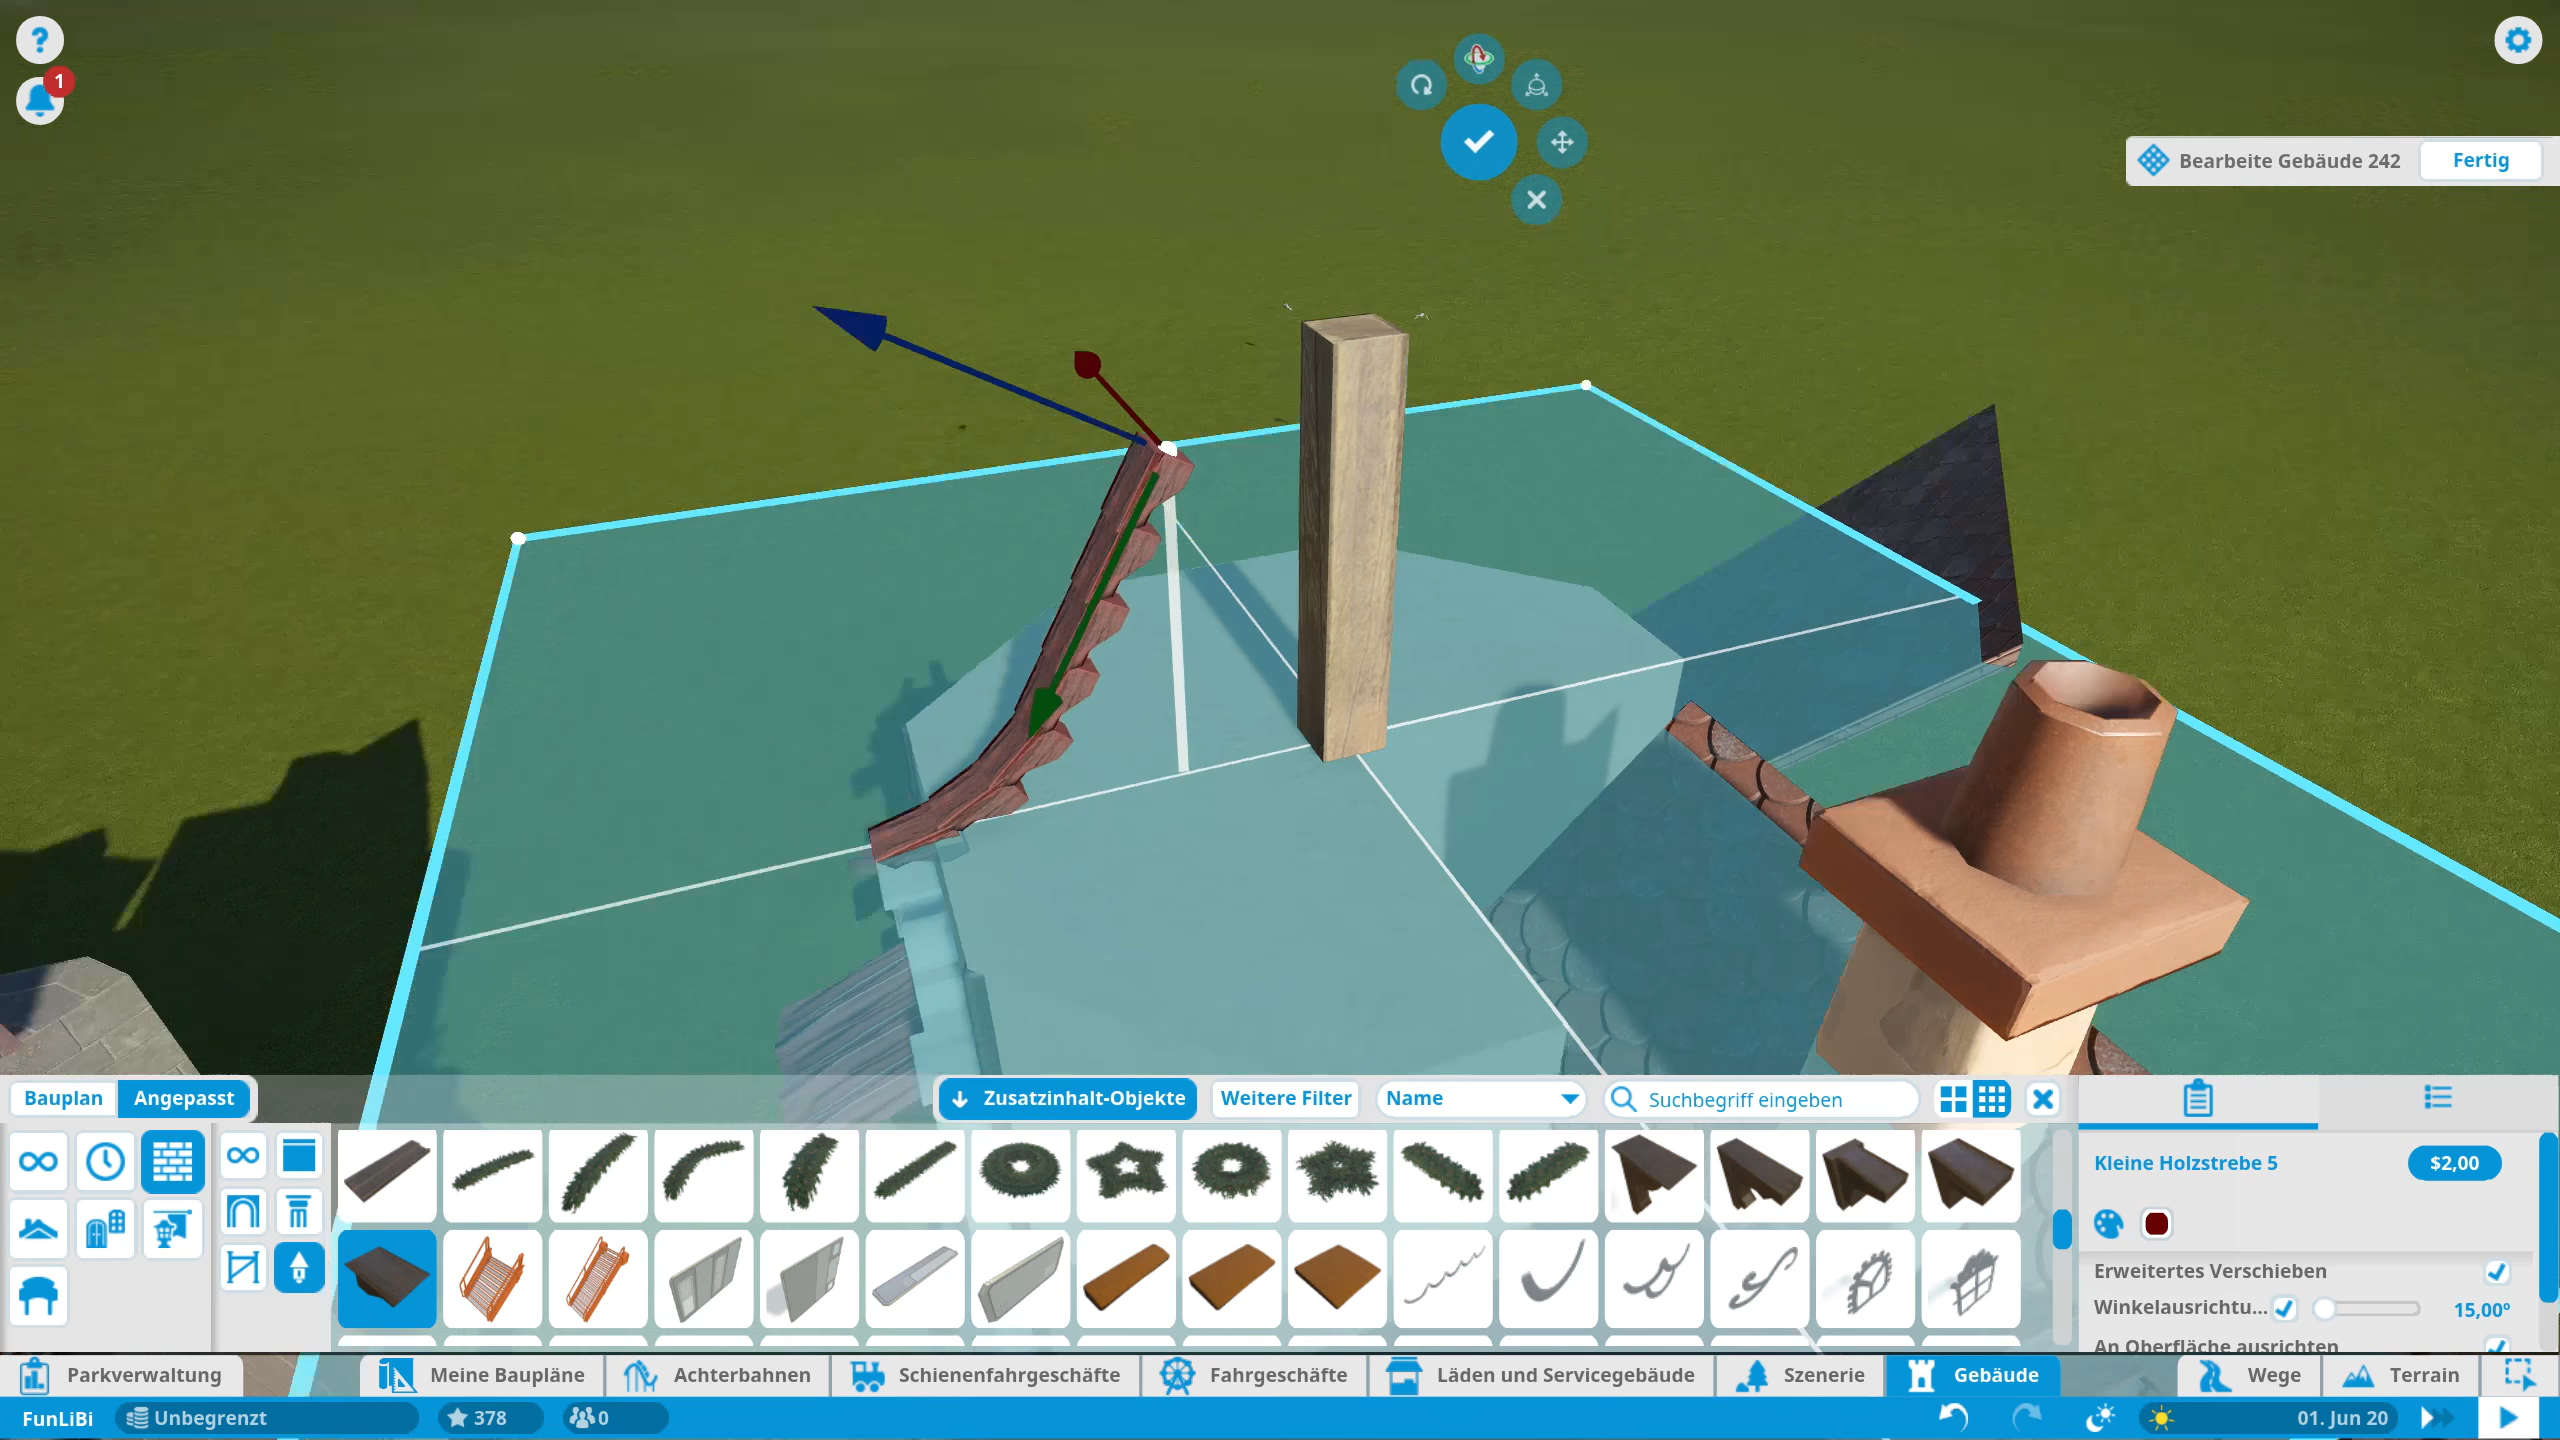 ?
1
Bearbeite Gebäude 242
Fertig
Bauplan
Angepasst
Zusatzinhalt-Objekte
Weitere Filter
Name
Suchbegriff eingeben
Kleine Holzstrebe 5
$2,00
Erweitertes Verschieben
Winkelausrichtu...
15,00°
An Oberfläche ausrichten
Parkverwaltung
Meine Baupläne
Achterbahnen
Schienenfahrgeschäfte
Fahrgeschäfte
Läden und Servicegebäude
Szenerie
Gebäude
Wege
Terrain
FunLiBi
Unbegrenzt
378
0
01. Jun 20